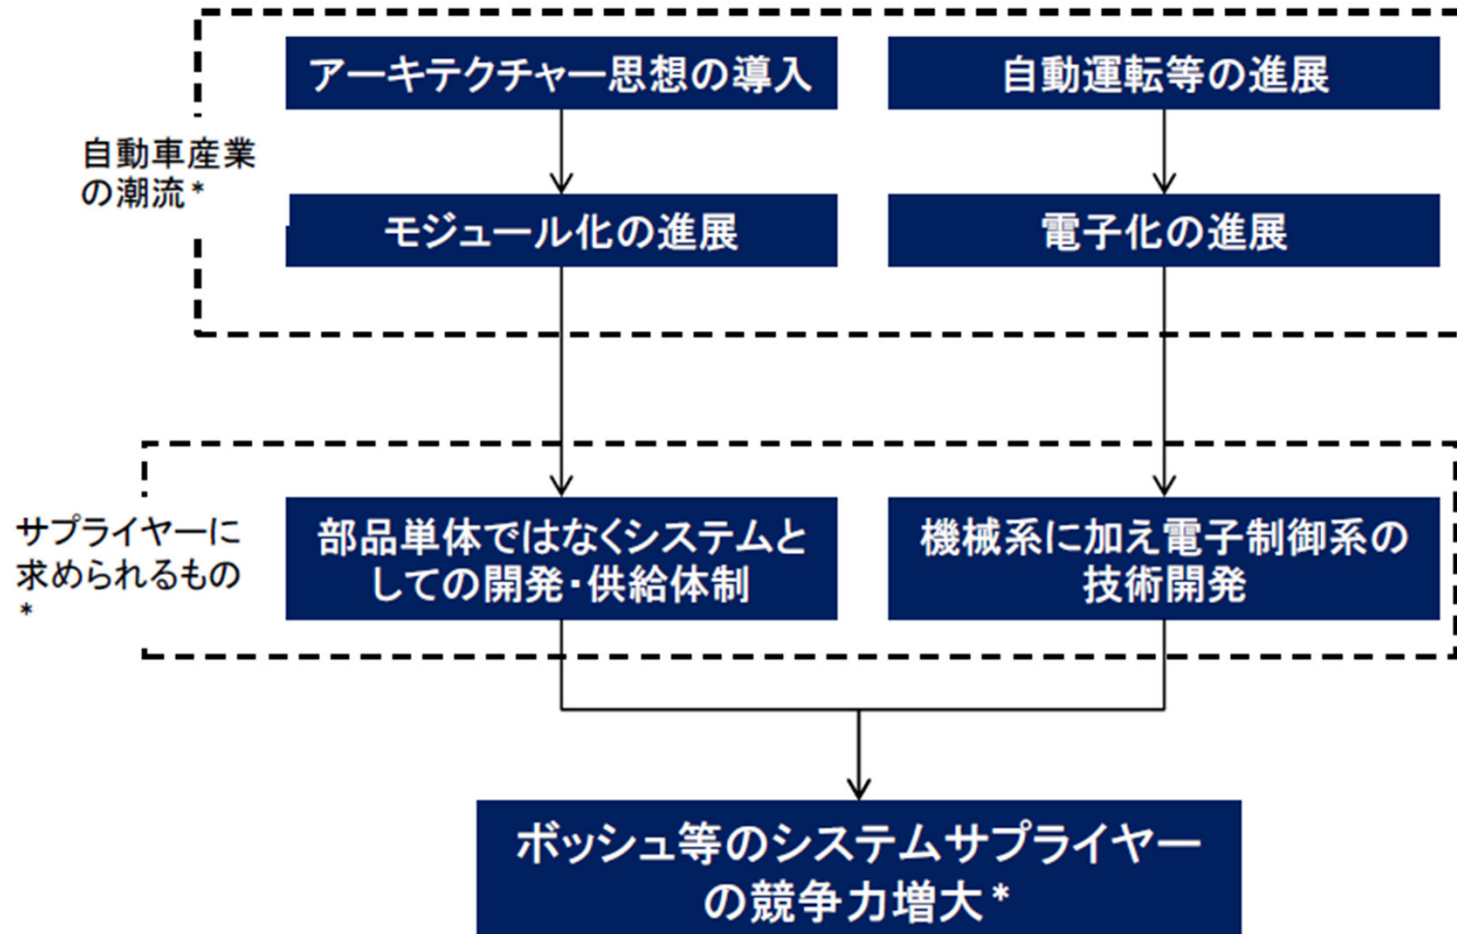 アーキテクチャー思想の導入
自動運転等の進展
自動車産業
の潮流*
モジュール化の進展
電子化の進展
サプライヤーに
求められるもの
*
部品単体ではなくシステムと
しての開発・供給体制
機械系に加え電子制御系の
技術開発
ボッシュ等のシステムサプライヤー
の競争力増大*